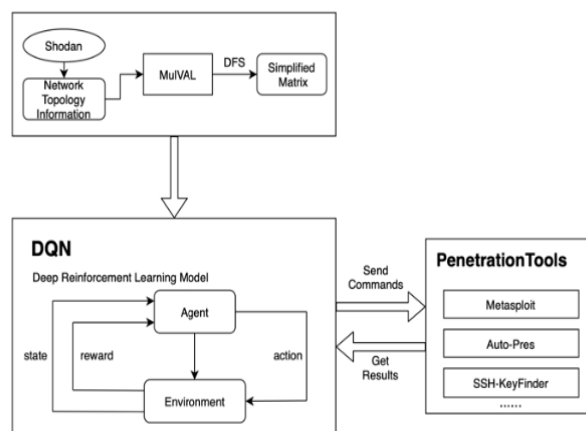 Shodan
Network
Topology
Information
MulVAL
DFS
Simplified
Matrix
DQN
Deep Reinforcement Learning Model
Agent
state
reward
action
Environment
Send
Commands
Get
Results
PenetrationTools
Metasploit
Auto-Pres
SSH-KeyFinder
......